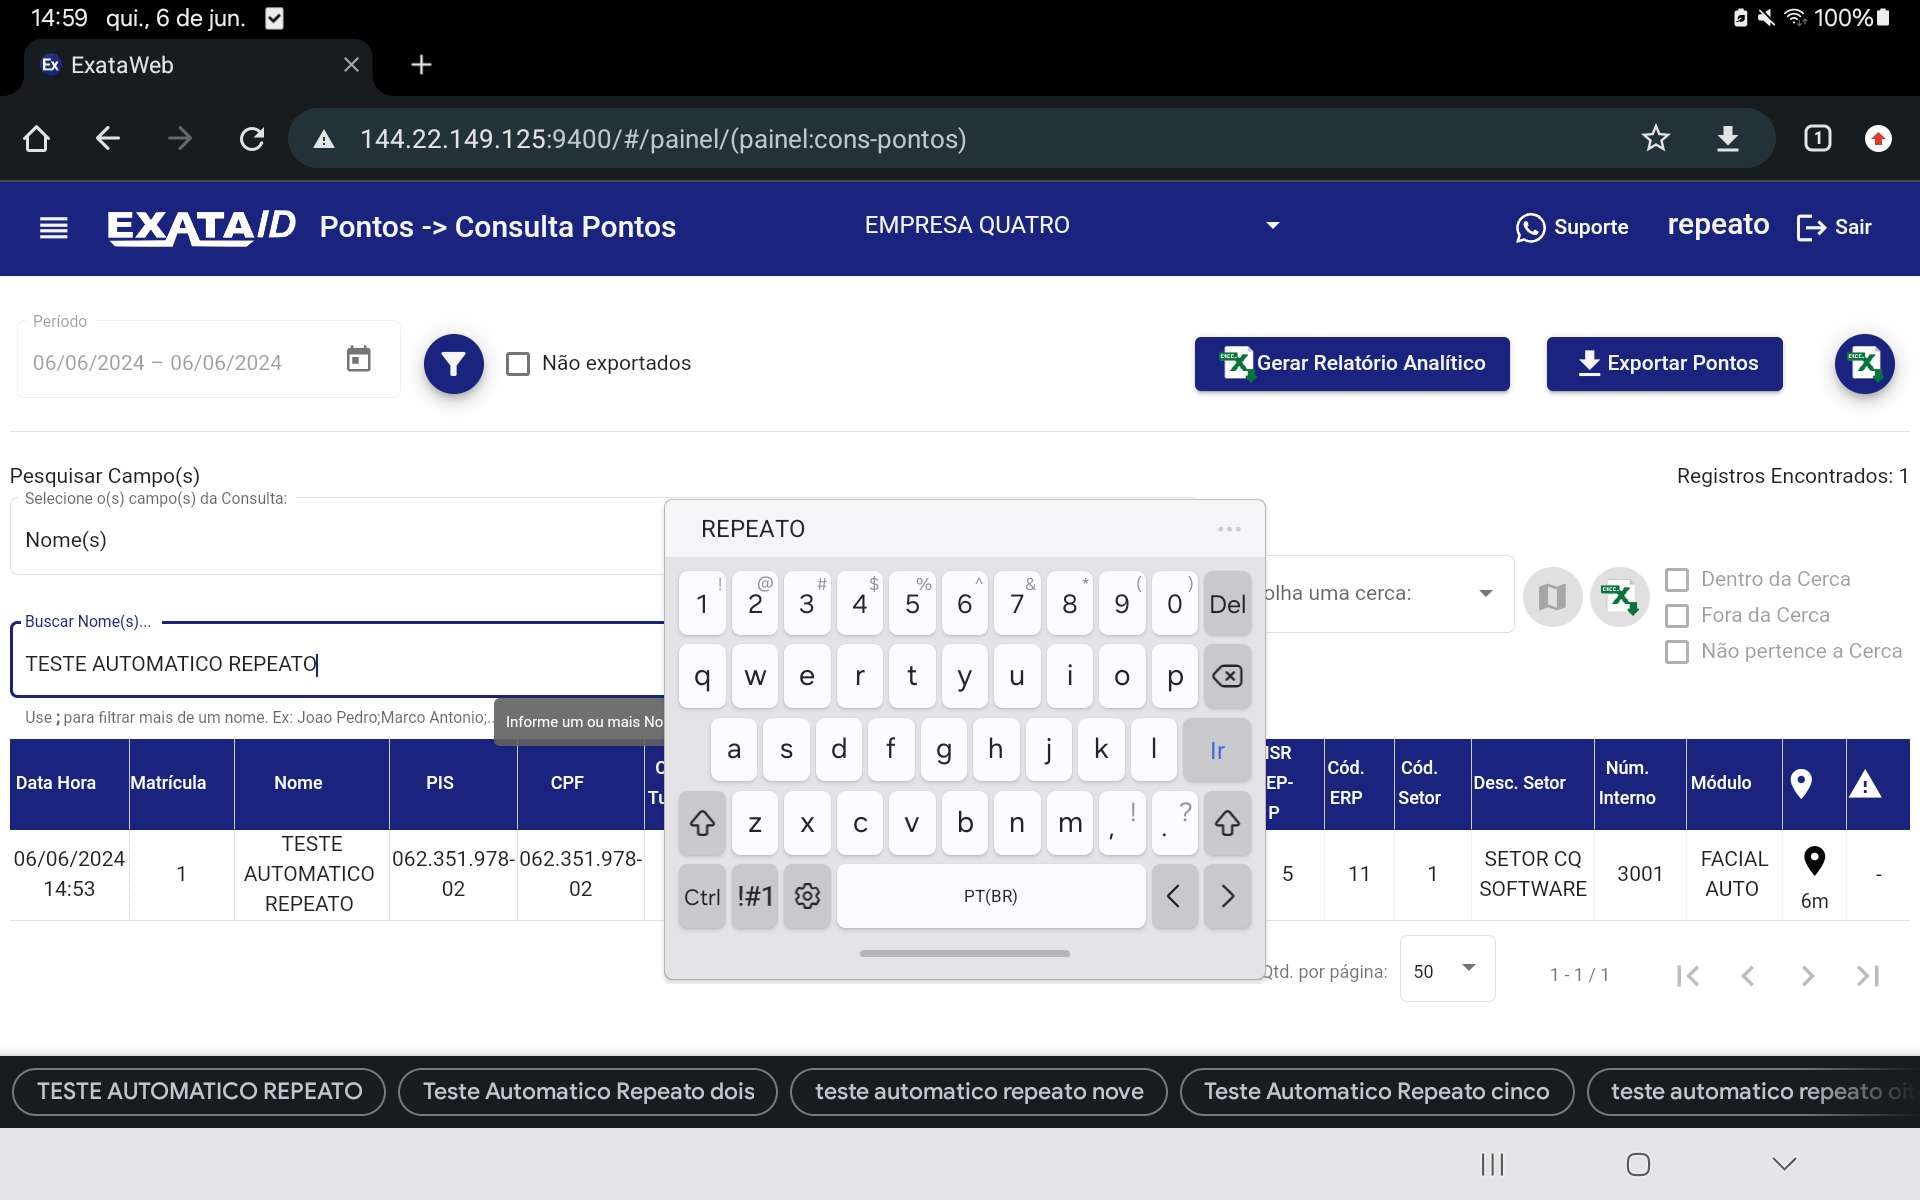 14:59 qui., 6 de jun. 100%
Ex ExataWeb
144.22.149.125:9400/#/painel/(painel:cons-pontos) 1
EXATA/ID Pontos -> Consulta Pontos EMPRESA QUATRO Suporte repeato Sair
Período
06/06/2024 – 06/06/2024 Não exportados Gerar Relatório Analítico Exportar Pontos
Pesquisar Campo(s) Registros Encontrados: 1
Selecione o(s) campo(s) da Consulta:
Nome(s)
REPEATO ...
olha uma cerca: Dentro da Cerca
Fora da Cerca
Não pertence a Cerca
Buscar Nome(s)...
TESTE AUTOMATICO REPEATO
Use ; para filtrar mais de um nome. Ex: Joao Pedro;Marco Antonio;..
Informe um ou mais No
! @ # $ % ^ & * ( )
1 2 3 4 5 6 7 8 9 0 Del
q w e r t y u i o p
a s d f g h j k l Ir
z x c v b n m , ! . ?
Ctrl !#1 PT(BR) < >
Data Hora Matrícula Nome PIS CPF
Cód. ERP Cód. Setor Desc. Setor Núm. Interno Módulo
06/06/2024 14:53 1 TESTE AUTOMATICO REPEATO 062.351.978-02 062.351.978-02 5 11 1 SETOR CQ SOFTWARE 3001 FACIAL AUTO 6m -
Qtd. por página: 50 1 - 1 / 1
TESTE AUTOMATICO REPEATO Teste Automatico Repeato dois teste automatico repeato nove Teste Automatico Repeato cinco teste automatico repeato oit